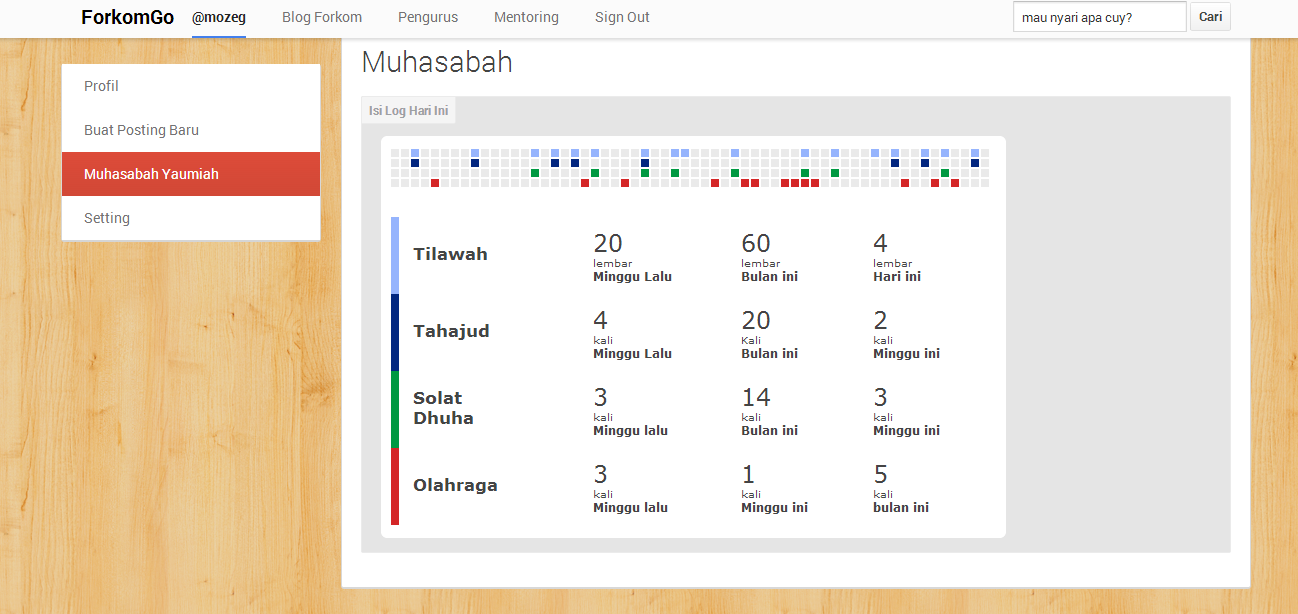 ForkomGo @mozeg Blog Forkom Pengurus Mentoring Sign Out mau nyari apa cuy? Cari
Profil
Buat Posting Baru
Muhasabah Yaumiah
Setting
Muhasabah
Isi Log Hari Ini
Tilawah
20
lembar
Minggu Lalu
60
lembar
Bulan ini
4
lembar
Hari ini
Tahajud
4
kali
Minggu Lalu
20
Kali
Bulan ini
2
kali
Minggu ini
Solat
Dhuha
3
kali
Minggu lalu
14
kali
Bulan ini
3
kali
Minggu ini
Olahraga
3
kali
Minggu lalu
1
kali
Minggu ini
5
kali
bulan ini